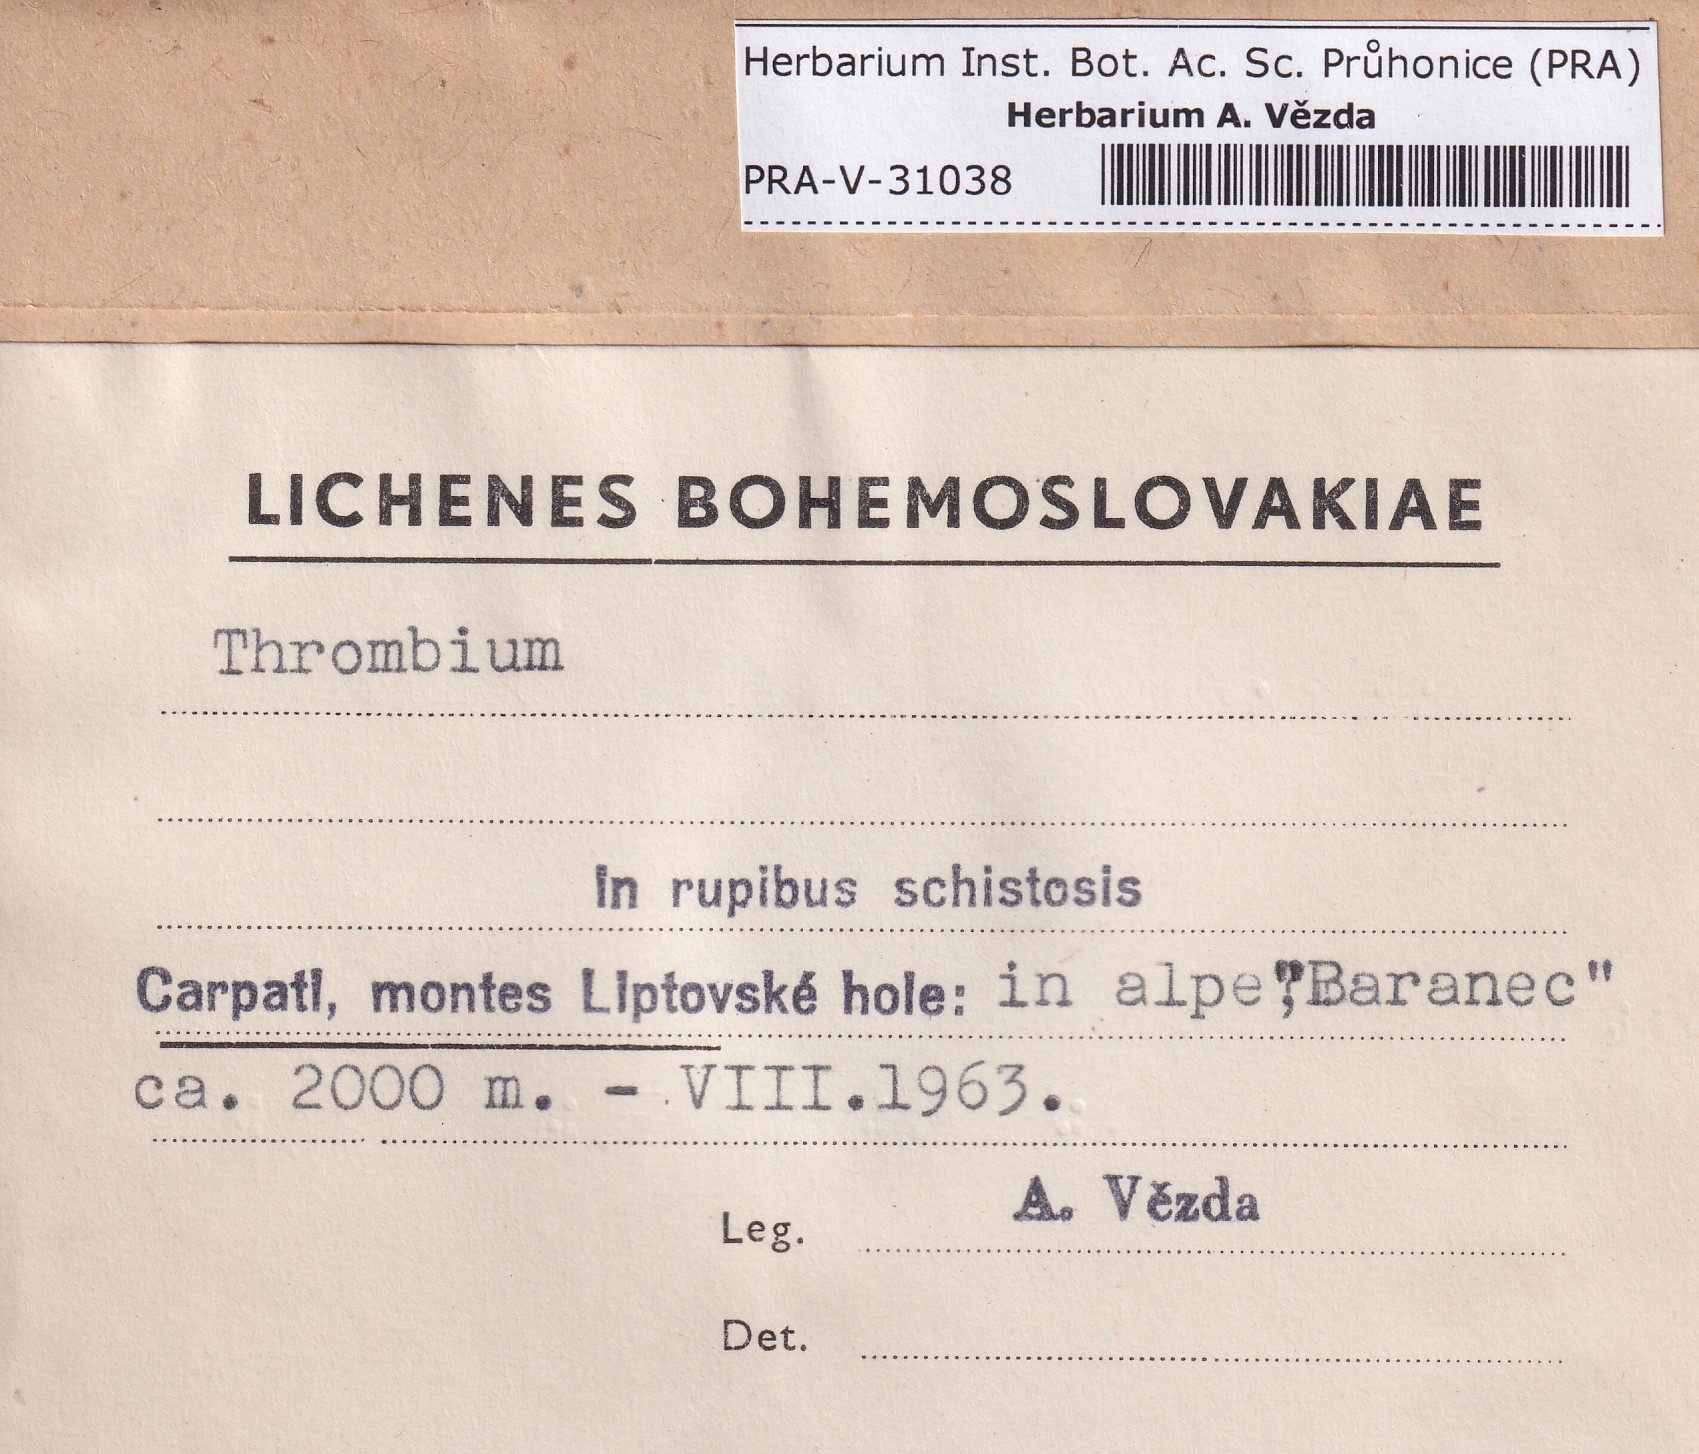 Herbarium Inst. Bot. Ac. Sc. Průhonice (PRA)
Herbarium A. Vězda
PRA-V-31038
LICHENES BOHEMOSLOVAKIAE
Thrombium
In rupibus schistosis
Carpati, montes Liptovské hole: in alpe "Baranec"
ca. 2000 m. - VIII.1963.
Leg. A. Vězda
Det.